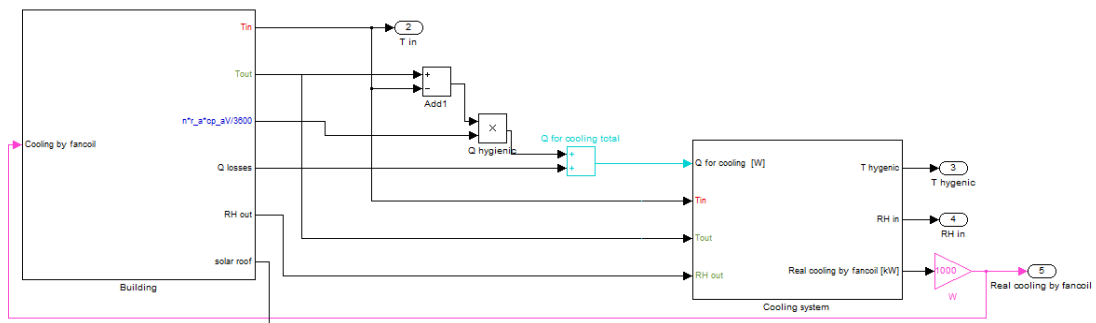 Tin
2
T in
Tout
+
−
Add1
n*r_a*cp_aV/3600
×
Q hygienic
Q for cooling total
+
+
Cooling by fancoil
Q losses
RH out
solar roof
Building
Q for cooling [W]
Tin
Tout
RH out
T hygenic
RH in
Real cooling by fancoil [kW]
Cooling system
3
T hygenic
4
RH in
1000
W
5
Real cooling by fancoil